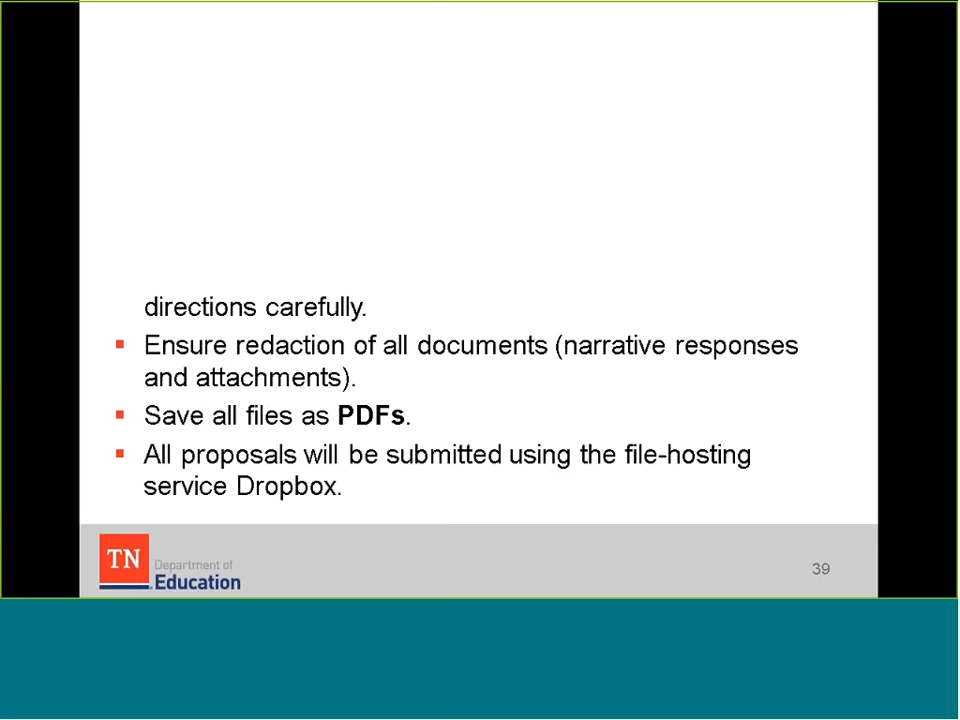 directions carefully.
▪ Ensure redaction of all documents (narrative responses
and attachments).
▪ Save all files as PDFs.
▪ All proposals will be submitted using the file-hosting
service Dropbox.
TN
Department of
Education
39